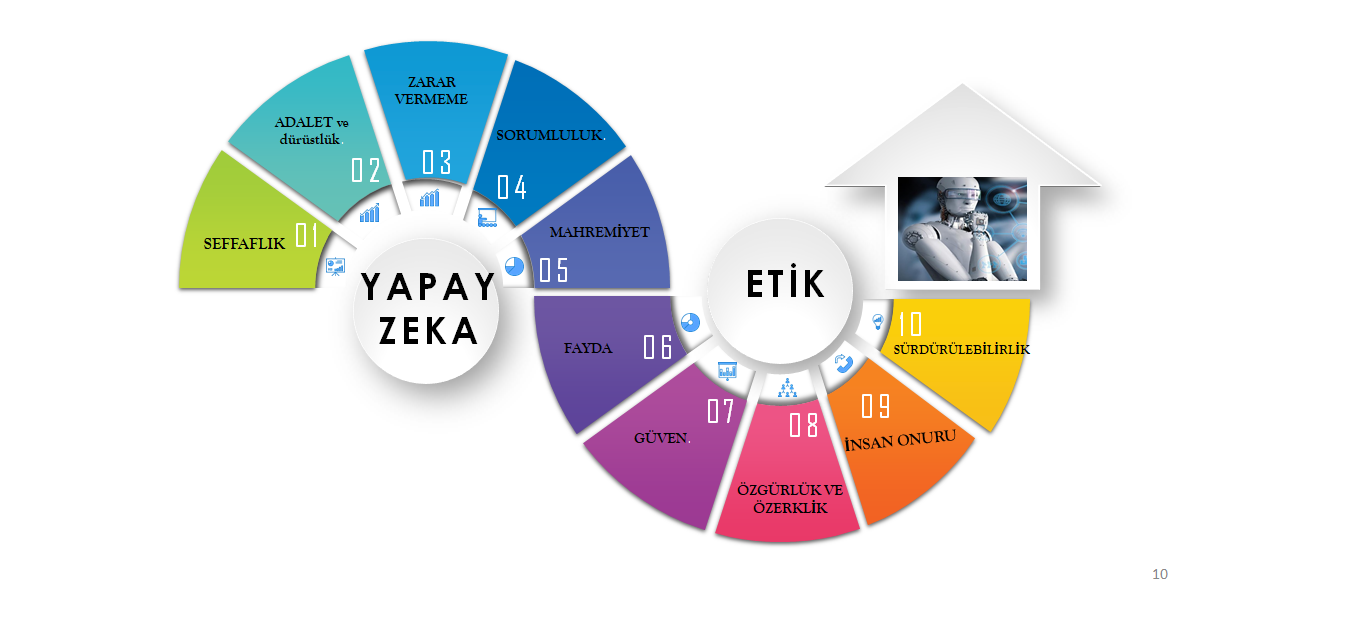 SEFFAFLIK
01
ADALET ve
dürüstlük.
02
ZARAR
VERMEME
03
SORUMLULUK.
04
MAHREMİYET
05
YAPAY
ZEKA
ETİK
FAYDA
06
GÜVEN.
07
ÖZGÜRLÜK VE
ÖZERKLİK
08
İNSAN ONURU
09
SÜRDÜRÜLEBİLİRLİK
10
10